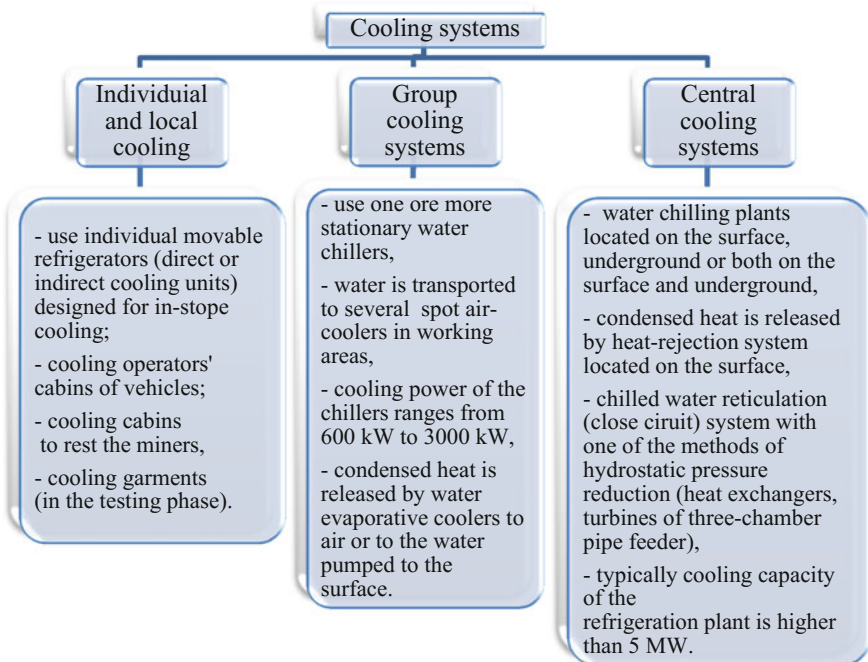 Cooling systems
Individuial
and local
cooling
- use individual movable
refrigerators (direct or
indirect cooling units)
designed for in-stope
cooling;
- cooling operators'
cabins of vehicles;
- cooling cabins
to rest the miners,
- cooling garments
(in the testing phase).
Group
cooling
systems
- use one ore more
stationary water
chillers,
- water is transported
to several spot air-
coolers in working
areas,
- cooling power of the
chillers ranges from
600 kW to 3000 kW,
- condensed heat is
released by water
evaporative coolers to
air or to the water
pumped to the
surface.
Central
cooling
systems
- water chilling plants
located on the surface,
underground or both on the
surface and underground,
- condensed heat is released
by heat-rejection system
located on the surface,
- chilled water reticulation
(close ciruit) system with
one of the methods of
hydrostatic pressure
reduction (heat exchangers,
turbines of three-chamber
pipe feeder),
- typically cooling capacity
of the
refrigeration plant is higher
than 5 MW.